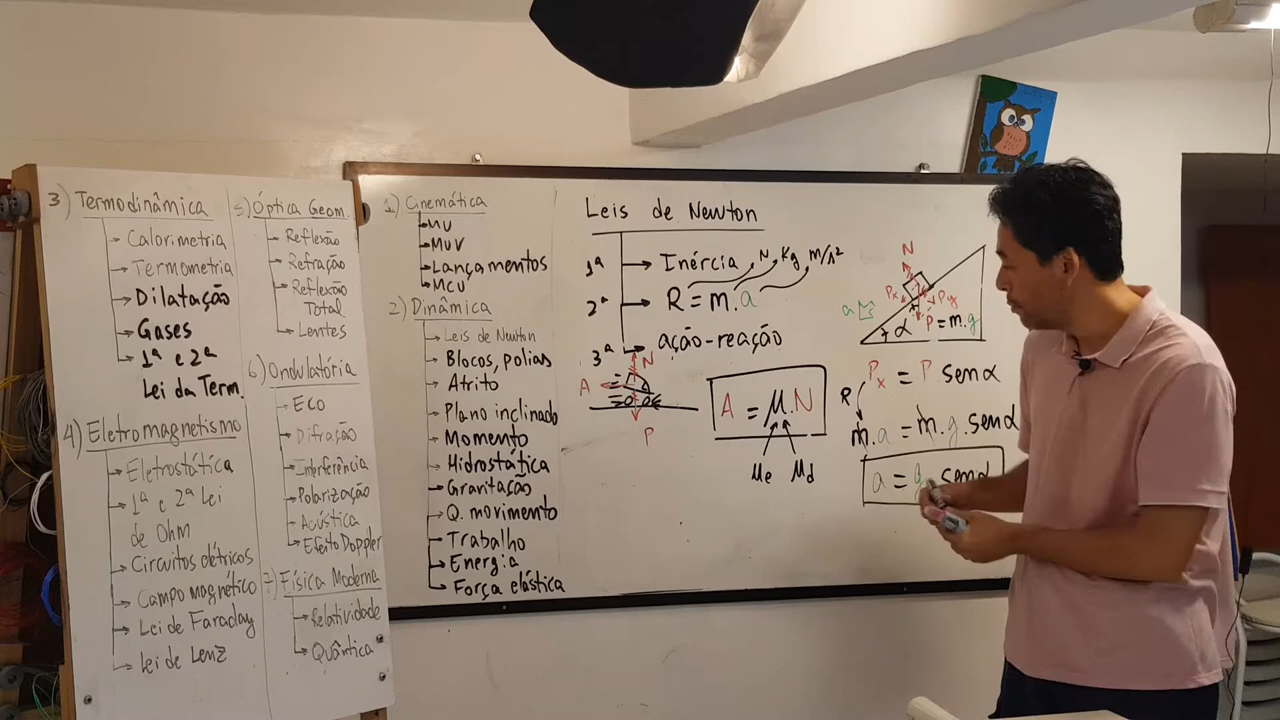 3) Termodinâmica
Calorimetria
Termometria
Dilatação
Gases
1ª e 2ª
Lei da Term.
4) Eletromagnetismo
Eletrostática
1ª e 2ª Lei
de Ohm
Circuitos elétricos
Campo magnético
Lei de Faraday
Lei de Lenz
5) Óptica Geom.
Reflexão
Refração
Reflexão
Total
Lentes
6) Ondulatória
Eco
Difração
Interferência
Polarização
Acústica
Efeito Doppler
7) Física Moderna
Relatividade
Quântica
1) Cinemática
MU
MUV
Lançamentos
MCU
2) Dinâmica
Leis de Newton
Blocos, polias
Atrito
Plano inclinado
Momento
Hidrostática
Gravitação
Q. movimento
Trabalho
Energia
Força elástica
Leis de Newton
1ª Inércia
N Kg m/s²
2ª R = m.a
3ª ação-reação
N
A
P
A = μ.N
μe μd
N
Px Py
a
α P = m.g
Px = P senα
R
m.a = m.g.senα
a = g senα